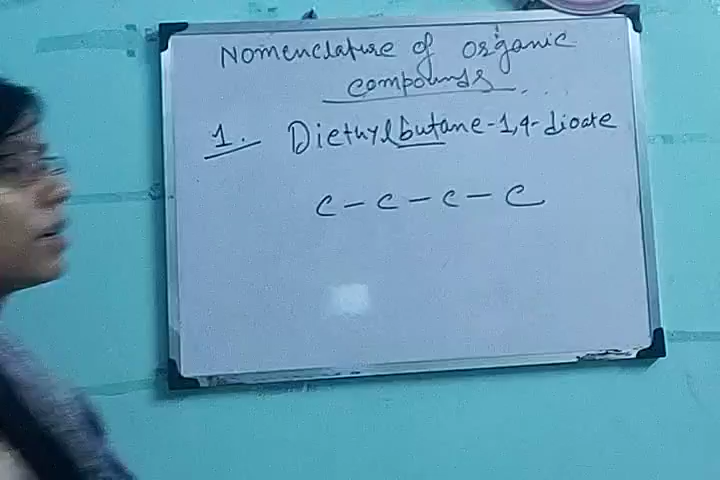 Nomenclature of organic
compounds
1. Diethylbutane-1,4-dioate
c-c-c-c